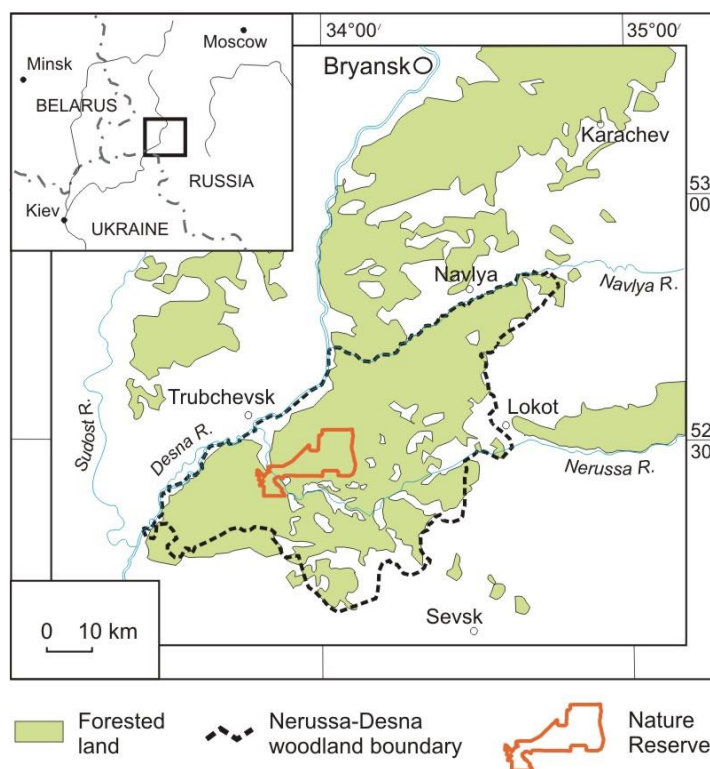 34°00′
35°00′
Moscow
Minsk
BELARUS
RUSSIA
Kiev
UKRAINE
Bryansk
Karachev
53
00
Navlya
Navlya R.
Trubchevsk
Lokot
Sudost R.
Desna R.
Nerussa R.
52
30
Sevsk
0 10 km
Forested
land
Nerussa-Desna
woodland boundary
Nature
Reserve